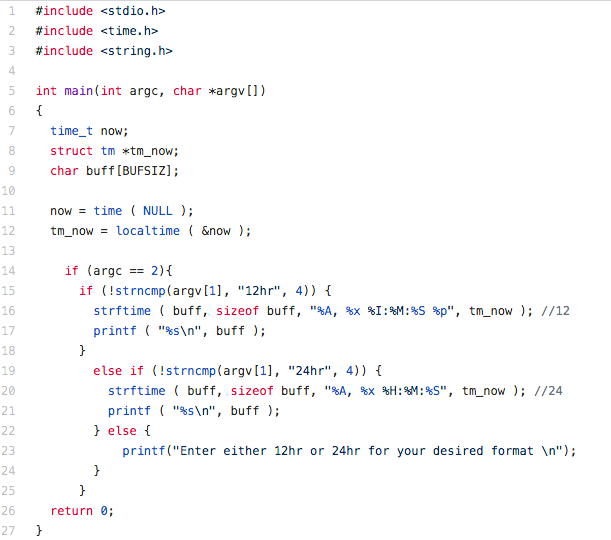 1 #include <stdio.h>
2 #include <time.h>
3 #include <string.h>
4
5 int main(int argc, char *argv[])
6 {
7   time_t now;
8   struct tm *tm_now;
9   char buff[BUFSIZ];
10
11   now = time ( NULL );
12   tm_now = localtime ( &now );
13
14     if (argc == 2){
15       if (!strncmp(argv[1], "12hr", 4)) {
16         strftime ( buff, sizeof buff, "%A, %x %I:%M:%S %p", tm_now ); //12
17         printf ( "%s\n", buff );
18       }
19         else if (!strncmp(argv[1], "24hr", 4)) {
20           strftime ( buff, sizeof buff, "%A, %x %H:%M:%S", tm_now ); //24
21           printf ( "%s\n", buff );
22         } else {
23             printf("Enter either 12hr or 24hr for your desired format \n");
24         }
25       }
26   return 0;
27 }